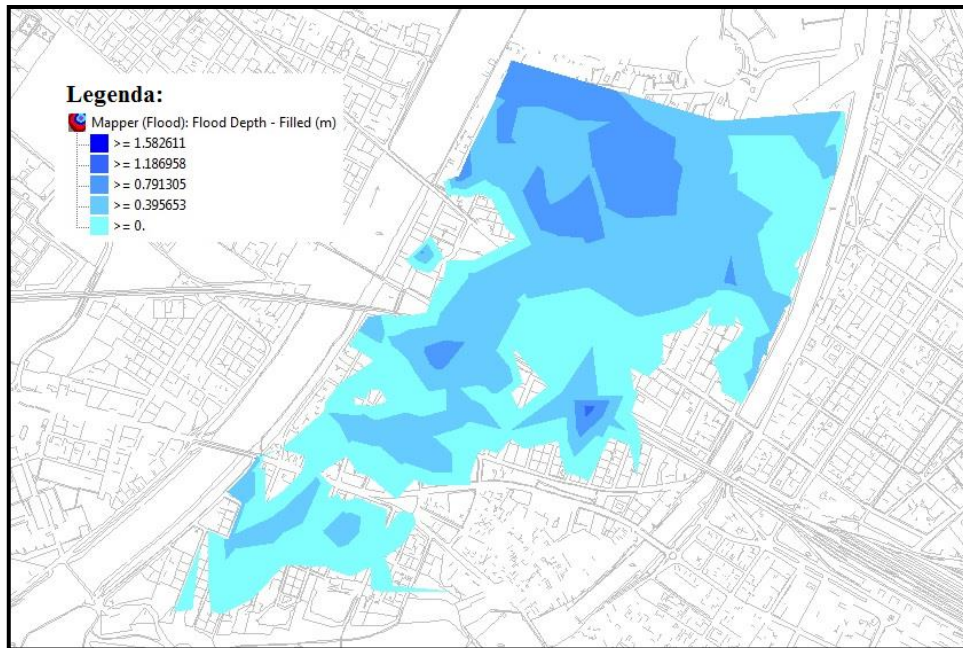 Legenda:
Mapper (Flood): Flood Depth - Filled (m)
>= 1.582611
>= 1.186958
>= 0.791305
>= 0.395653
>= 0.